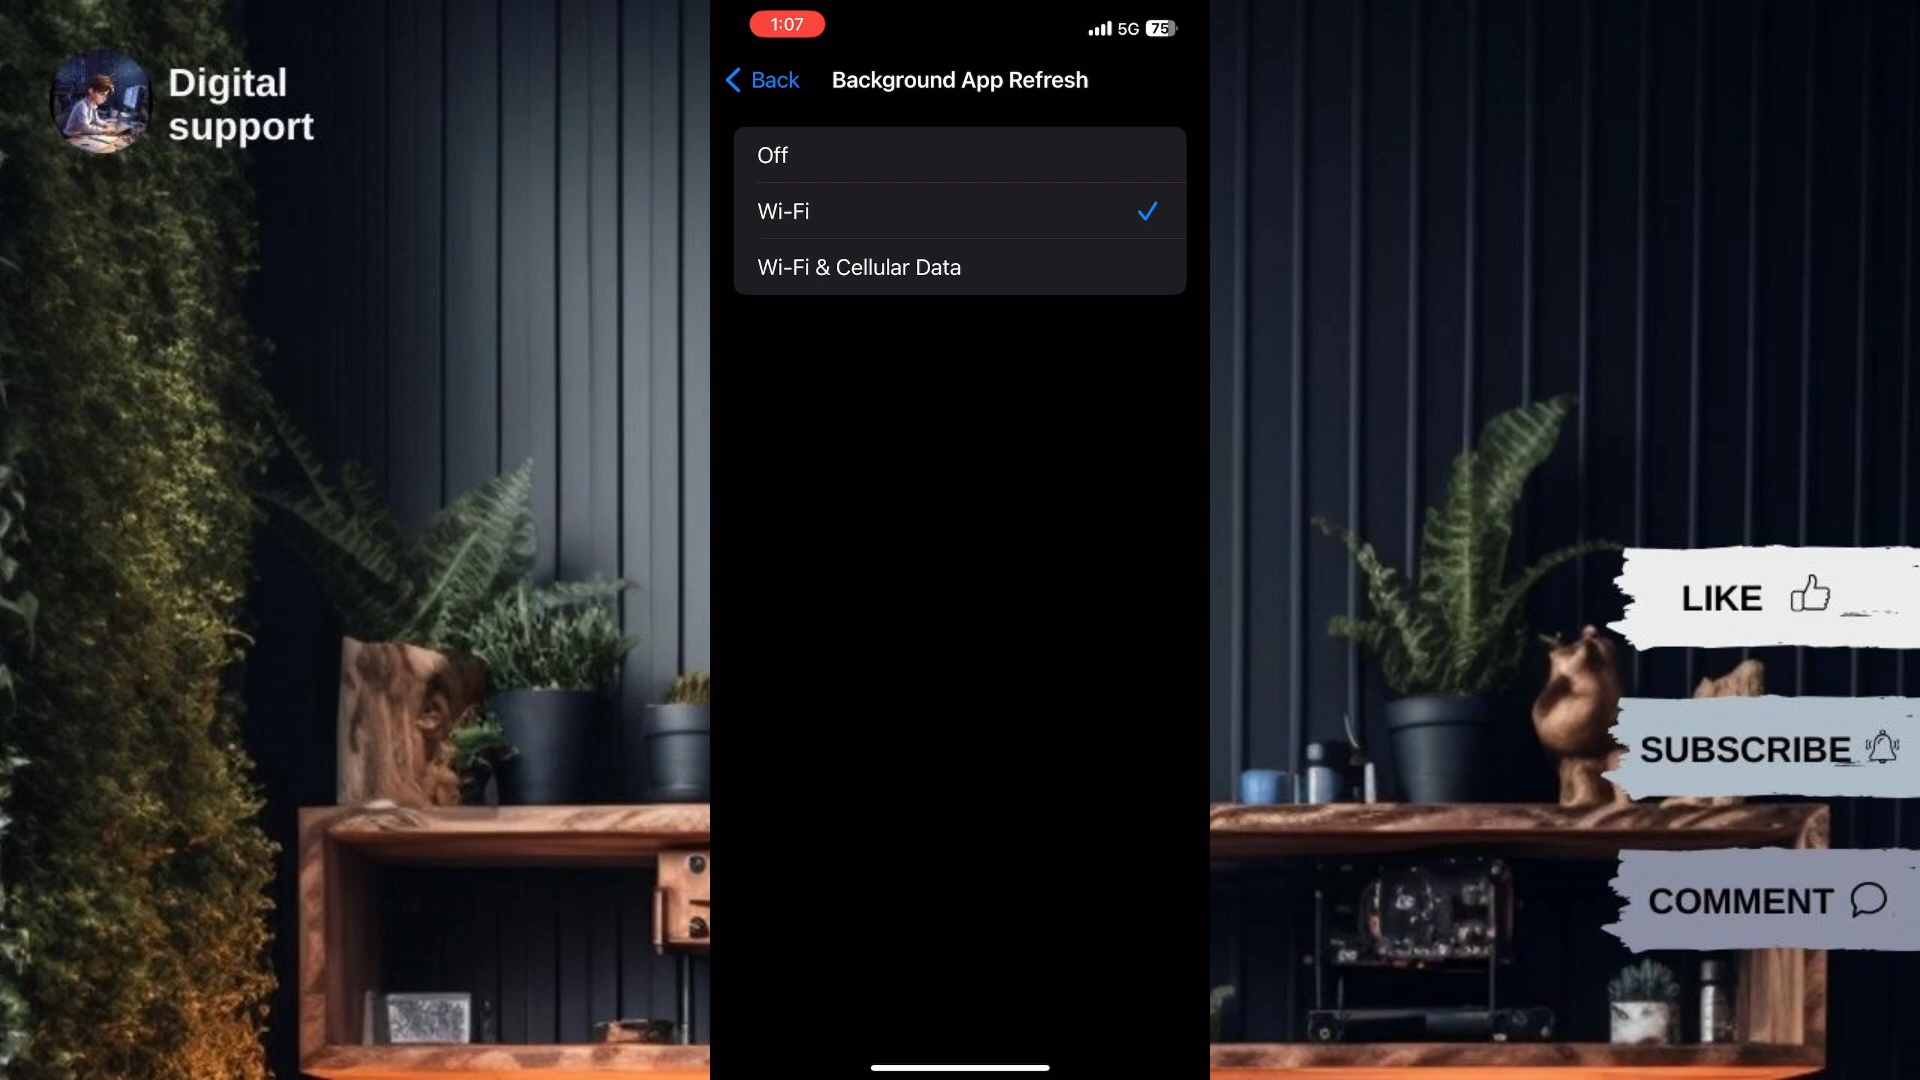 Digital
support
1:07
5G 75
Back
Background App Refresh
Off
Wi-Fi
Wi-Fi & Cellular Data
LIKE
SUBSCRIBE
COMMENT